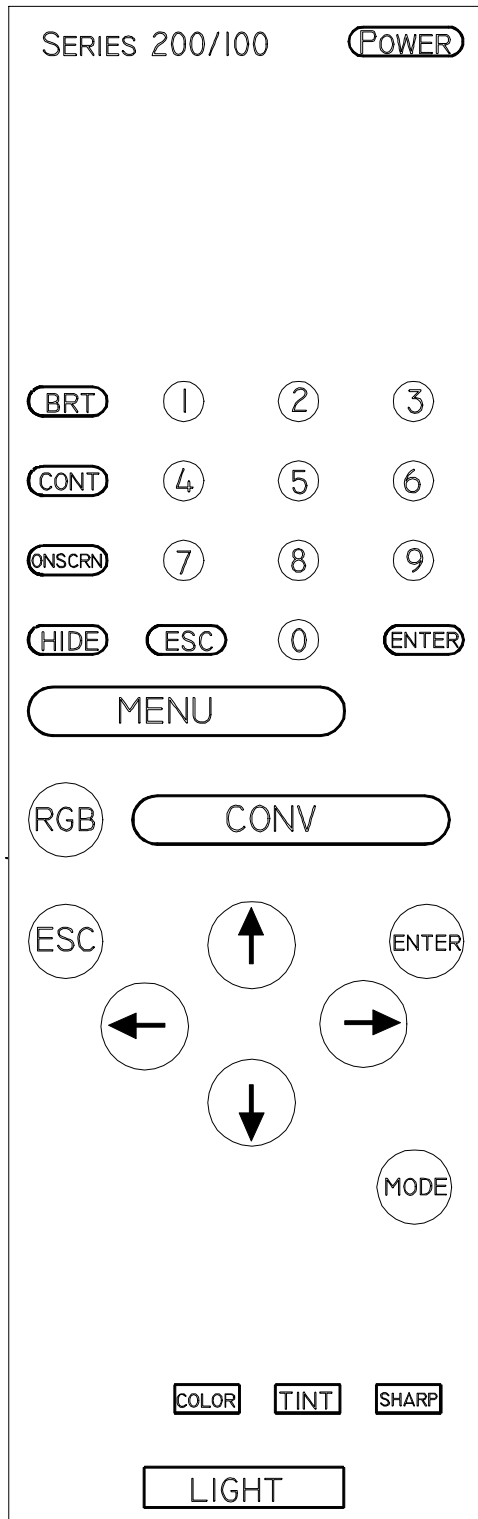 SERIES 200/100 POWER
BRT 1 2 3
CONT 4 5 6
ONSCRN 7 8 9
HIDE ESC 0 ENTER
MENU
RGB CONV
ESC ENTER
MODE
COLOR TINT SHARP
LIGHT